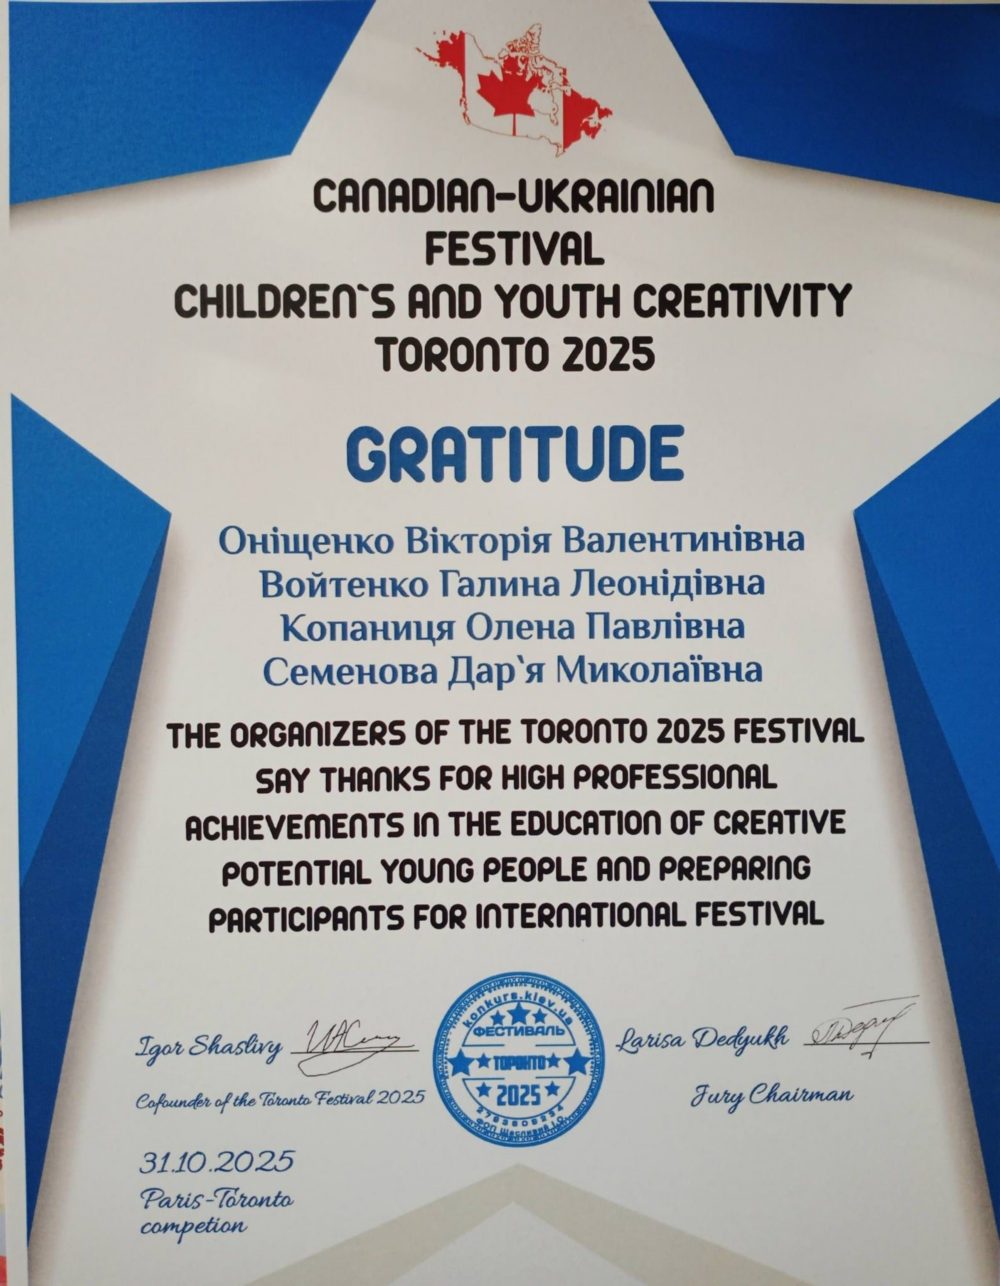 CANADIAN-UKRAINIAN
FESTIVAL
CHILDREN`S AND YOUTH CREATIVITY
TORONTO 2025
GRATITUDE
Оніщенко Вікторія Валентинівна
Войтенко Галина Леонідівна
Копаниця Олена Павлівна
Семенова Дар`я Миколаївна
THE ORGANIZERS OF THE TORONTO 2025 FESTIVAL
SAY THANKS FOR HIGH PROFESSIONAL
ACHIEVEMENTS IN THE EDUCATION OF CREATIVE
POTENTIAL YOUNG PEOPLE AND PREPARING
PARTICIPANTS FOR INTERNATIONAL FESTIVAL
Igor Shaslivy
Cofounder of the Toronto Festival 2025
konkurs.kiev.ua
ФЕСТИВАЛЬ
ТОРОНТО
2025
Larisa Dedyukh
Jury Chairman
31.10.2025
Paris-Toronto
competion